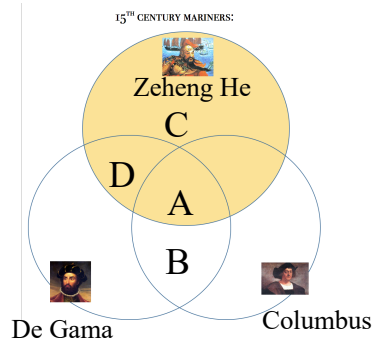 15TH CENTURY MARINERS:
Zeheng He
C
D
A
B
De Gama
Columbus